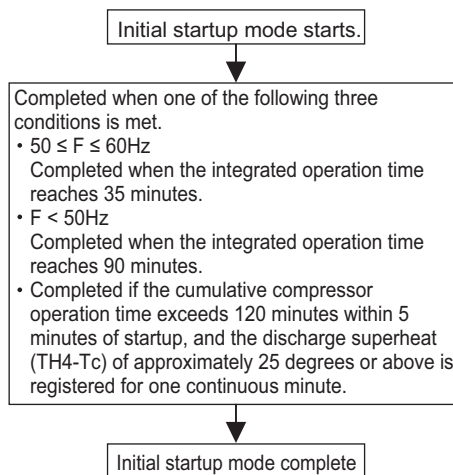 Initial startup mode starts.
Completed when one of the following three
conditions is met.
・50 ≤ F ≤ 60Hz
Completed when the integrated operation time
reaches 35 minutes.
・F < 50Hz
Completed when the integrated operation time
reaches 90 minutes.
・Completed if the cumulative compressor
operation time exceeds 120 minutes within 5
minutes of startup, and the discharge superheat
(TH4-Tc) of approximately 25 degrees or above is
registered for one continuous minute.
Initial startup mode complete